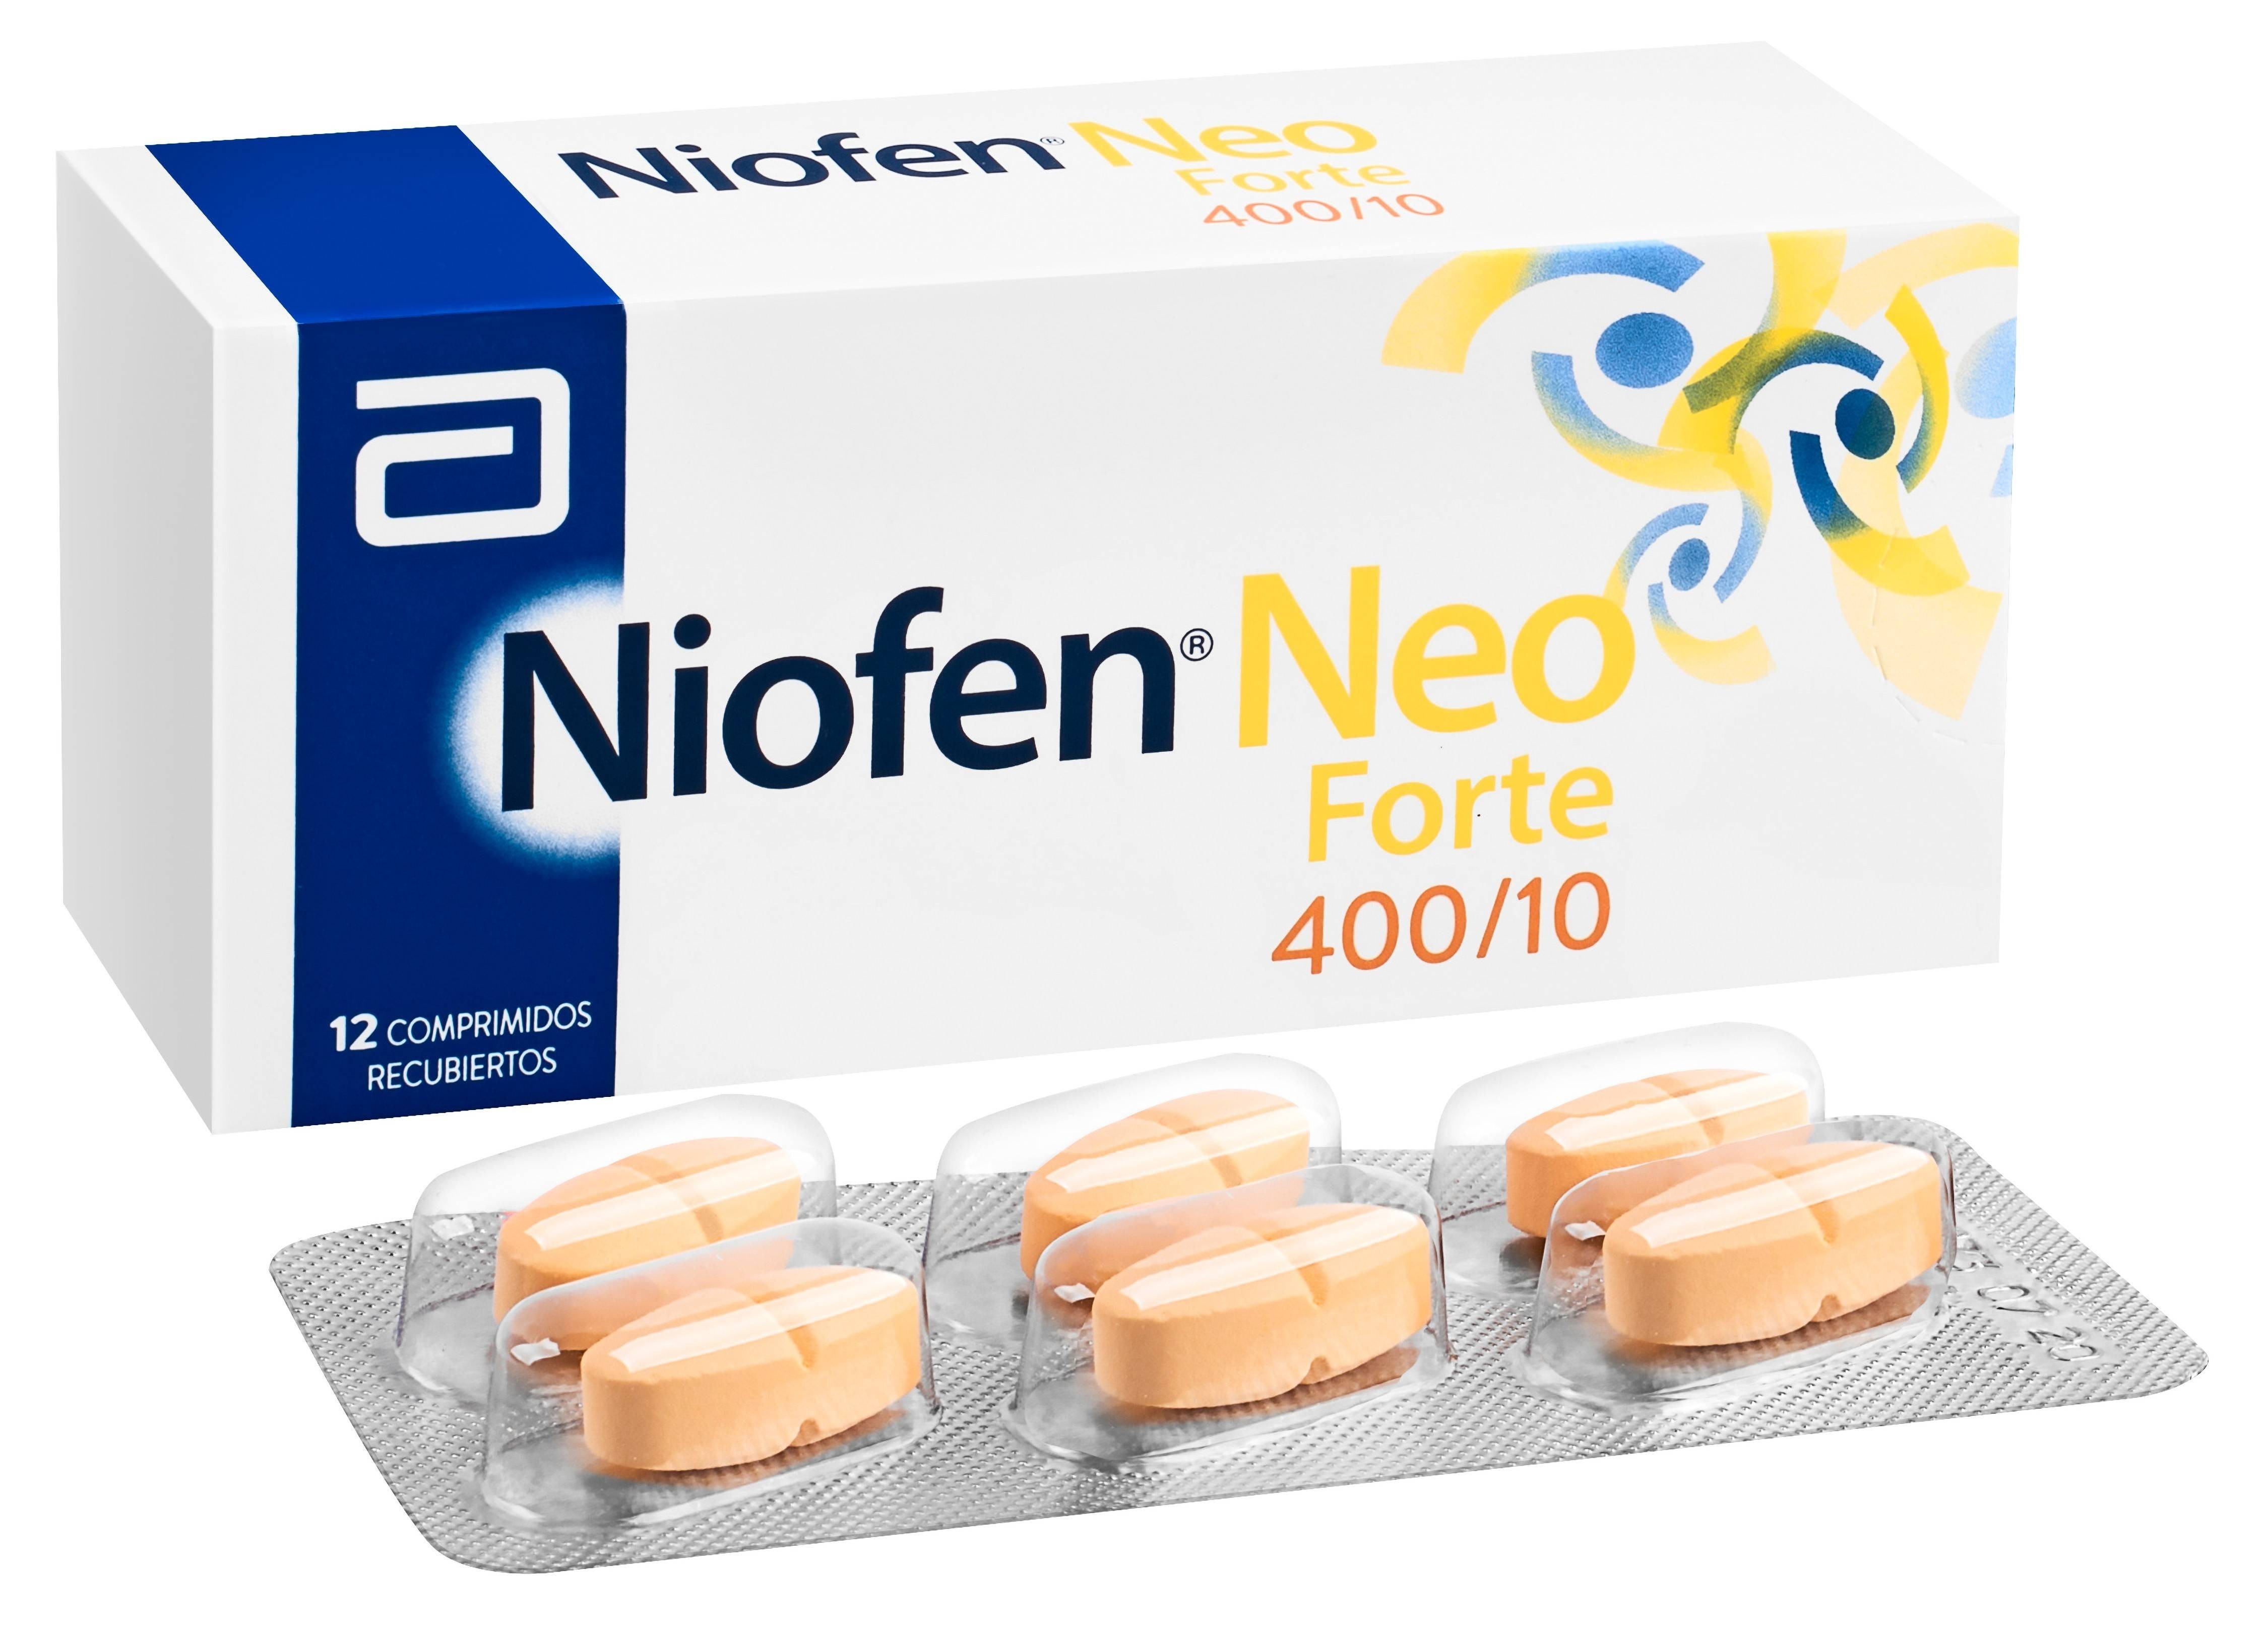 Niofen® Neo
Forte
400/10
Niofen® Neo
Forte
400/10
12 COMPRIMIDOS
RECUBIERTOS